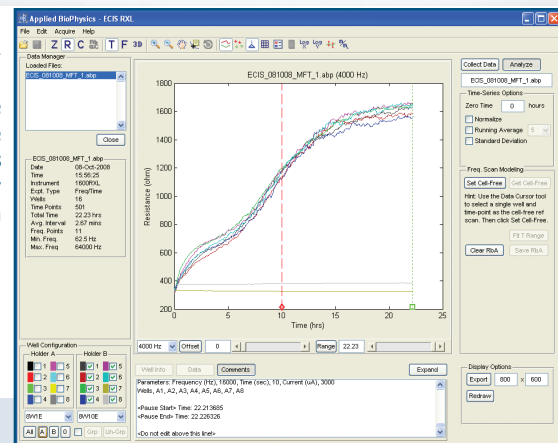 Applied BioPhysics - ECIS RXL
File Edit Acquire Help
Z R C T F 3D
Data Manager
Loaded Files:
ECIS_081008_MFT_1.abp
Close
ECIS_081008_MFT_1.abp
Date 08-Oct-2008
Time 15:56:25
Instrument 1600RXL
Expt. Type Freq/Time
Wells 16
Time Points 501
Total Time 22.23 hrs
Avg. Interval 2.67 mins
Freq. Points 11
Min. Freq. 62.5 Hz
Max. Freq 64000 Hz
Well Configuration
Holder A Holder B
1 5 1 5
2 6 2 6
3 7 3 7
4 8 4 8
8W1E 8W10E
All A B 0 Grp Un-Grp
ECIS_081008_MFT_1.abp (4000 Hz)
Resistance (ohm)
1800
1600
1400
1200
1000
800
600
400
200
0 5 10 15 20 25
Time (hrs)
4000 Hz Offset 0 Range 22.23
Well Info Data Comments Expand
Parameters: Frequency (Hz), 16000, Time (sec), 10, Current (uA), 3000
Wells, A1, A2, A3, A4, A5, A6, A7, A8
<Pause Start> Time: 22.213685
<Pause End> Time: 22.226326
<Do not edit above this line!>
Collect Data Analyze
ECIS_081008_MFT_1.abp
Time-Series Options
Zero Time 0 hours
Normalize
Running Average 5
Standard Deviation
Freq. Scan Modeling
Set Cell-Free Get Cell-Free
Hint: Use the Data Cursor tool
to select a single well and
time-point as the cell-free ref
scan. Then click Set Cell-Free.
Fit T Range
Clear RbA Save RbA
Display Options
Export 800 x 600
Redraw